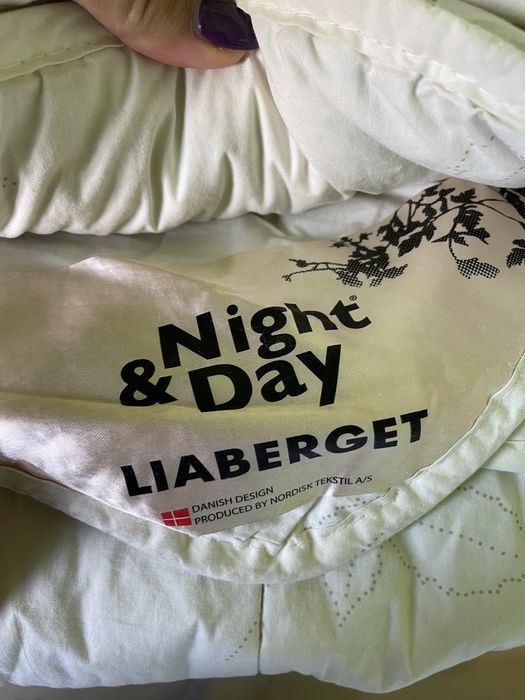 Night®
& Day
LIABERGET
DANISH DESIGN
PRODUCED BY NORDISK TEKSTIL A/S